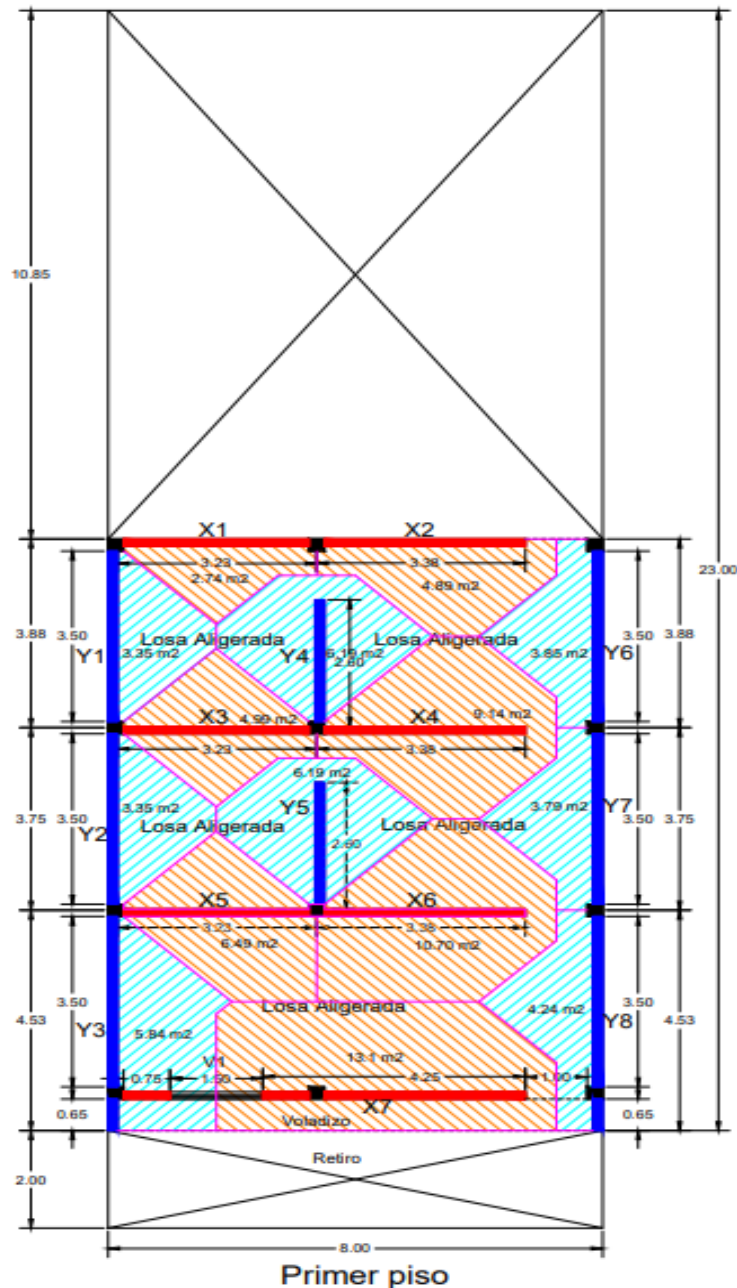 10.85
23.00
X1 X2
3.23 3.38
2.74 m2 4.89 m2
3.88 3.50 3.50 3.88
Losa Aligerada Losa Aligerada
Y1 3.35 m2 Y4 6.19 m2 3.85 m2 Y6
2.60
X3 4.99 m2 X4 9.14 m2
3.23 3.38
6.19 m2
3.35 m2 Y5 3.79 m2 Y7
3.75 3.50 3.50 3.75
Losa Aligerada Losa Aligerada
Y2 2.60
X5 X6
3.23 3.38
6.49 m2 10.70 m2
3.50 3.50
4.53 Losa Aligerada 4.24 m2 4.53
Y3 5.84 m2 Y8
V1 13.1 m2
0.75 1.50 4.25 1.00
X7
0.65 Voladizo 0.65
Retiro
2.00
8.00
Primer piso